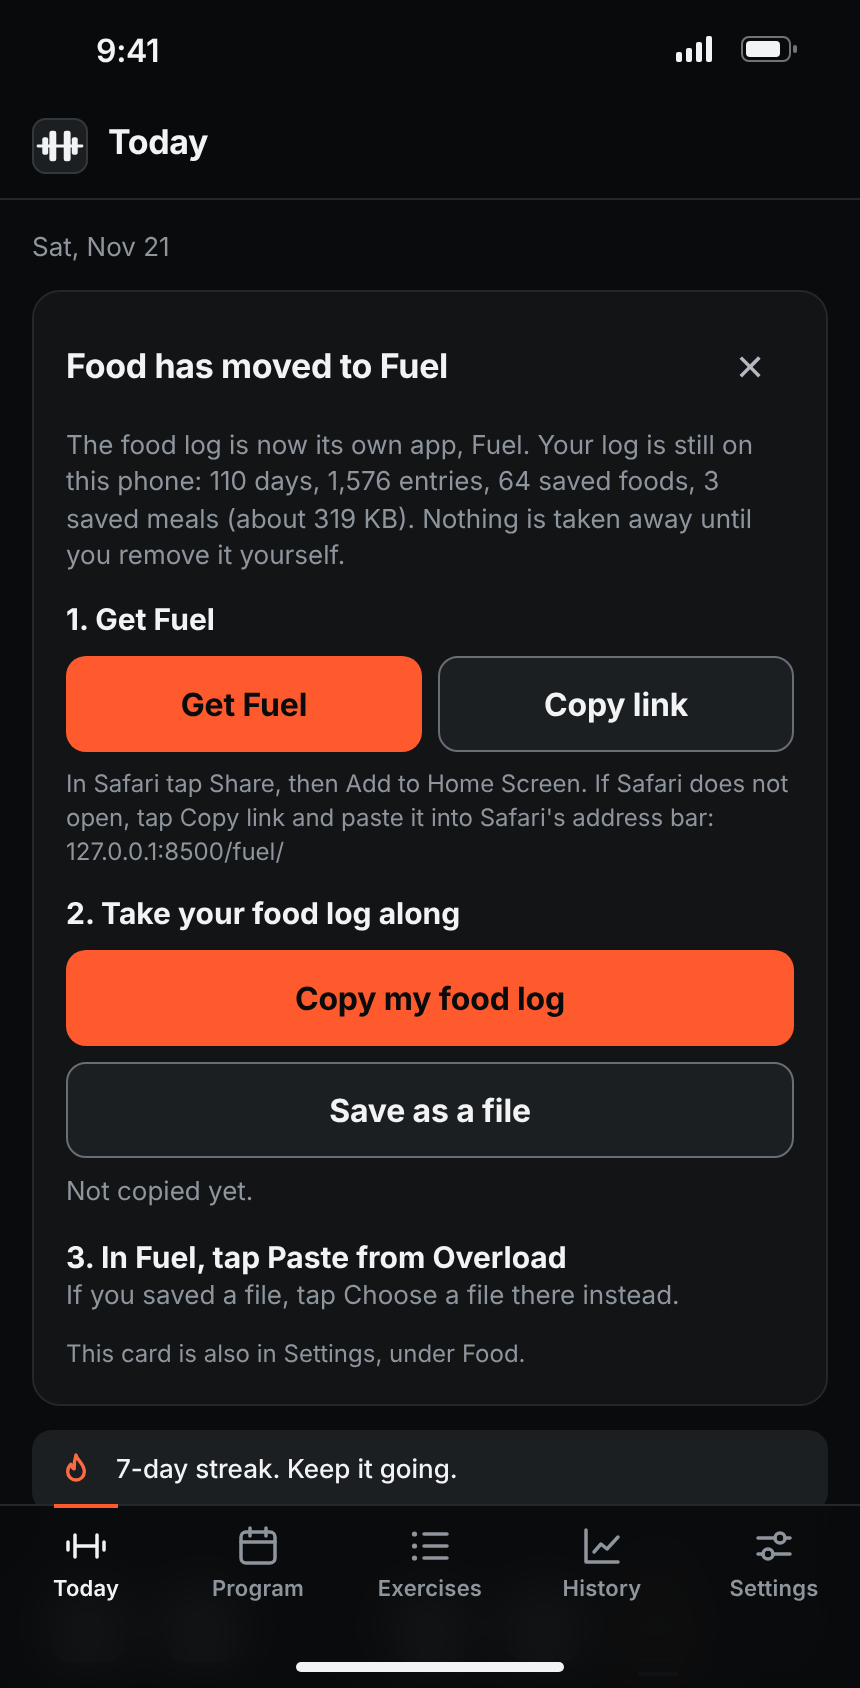 9:41
Today
Sat, Nov 21
Food has moved to Fuel
The food log is now its own app, Fuel. Your log is still on
this phone: 110 days, 1,576 entries, 64 saved foods, 3
saved meals (about 319 KB). Nothing is taken away until
you remove it yourself.
1. Get Fuel
Get Fuel
Copy link
In Safari tap Share, then Add to Home Screen. If Safari does not
open, tap Copy link and paste it into Safari's address bar:
127.0.0.1:8500/fuel/
2. Take your food log along
Copy my food log
Save as a file
Not copied yet.
3. In Fuel, tap Paste from Overload
If you saved a file, tap Choose a file there instead.
This card is also in Settings, under Food.
7-day streak. Keep it going.
Today
Program
Exercises
History
Settings